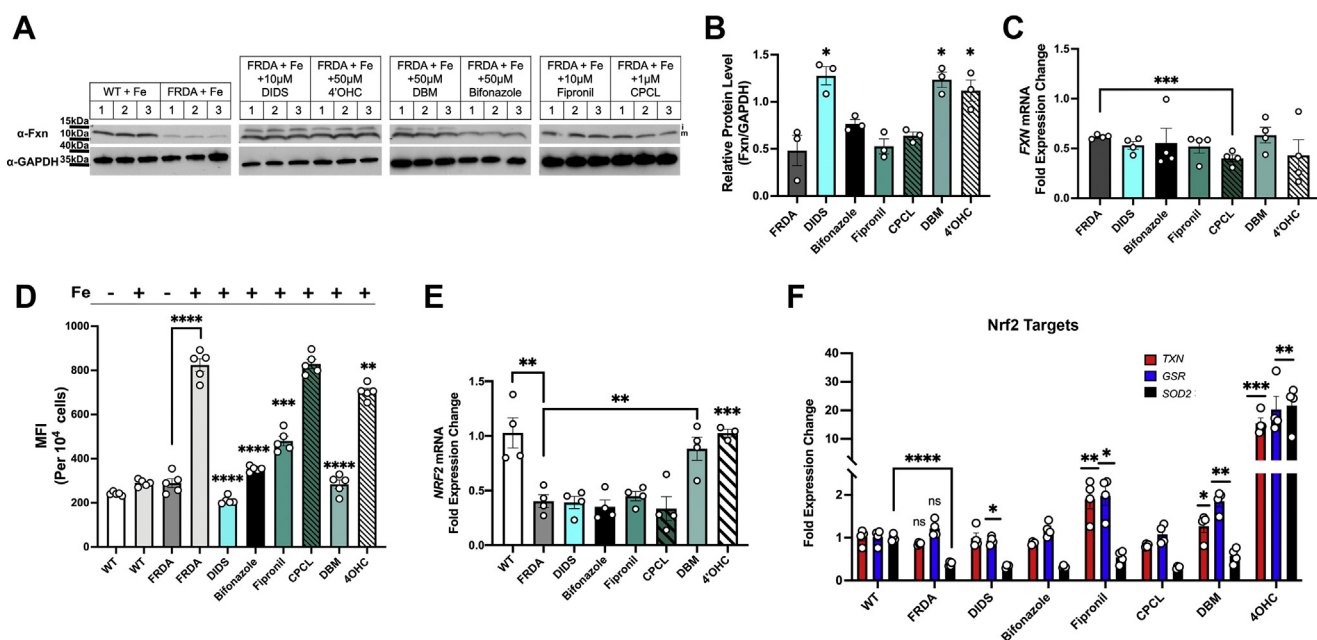 A
WT + Fe
FRDA + Fe
FRDA + Fe
+10μM
DIDS
FRDA + Fe
+50μM
4'OHC
FRDA + Fe
+50μM
DBM
FRDA + Fe
+50μM
Bifonazole
FRDA + Fe
+10μM
Fipronil
FRDA + Fe
+1μM
CPCL
1 2 3 1 2 3 1 2 3 1 2 3 1 2 3 1 2 3 1 2 3 1 2 3
15kDa
α-Fxn 10kDa
i
m
40kDa
α-GAPDH 35kDa
B
Relative Protein Level
(Fxn/GAPDH)
1.5
1.0
0.5
0.0
* * *
FRDA
DIDS
Bifonazole
Fipronil
CPCL
DBM
4'OHC
C
FXN mRNA
Fold Expression Change
1.5
1.0
0.5
0.0
***
FRDA
DIDS
Bifonazole
Fipronil
CPCL
DBM
4'OHC
D
Fe - + - + + + + + + +
MFI
(Per 10⁴ cells)
1000
800
600
400
200
0
**** **** **** *** **** **
WT
WT
FRDA
FRDA
DIDS
Bifonazole
Fipronil
CPCL
DBM
4OHC
E
NRF2 mRNA
Fold Expression Change
1.5
1.0
0.5
0.0
** ** ***
WT
FRDA
DIDS
Bifonazole
Fipronil
CPCL
DBM
4'OHC
F
Nrf2 Targets
TXN
GSR
SOD2
Fold Expression Change
40
30
20
10
2
1
0
**** ns ns * ** * * ** *** **
WT
FRDA
DIDS
Bifonazole
Fipronil
CPCL
DBM
4OHC